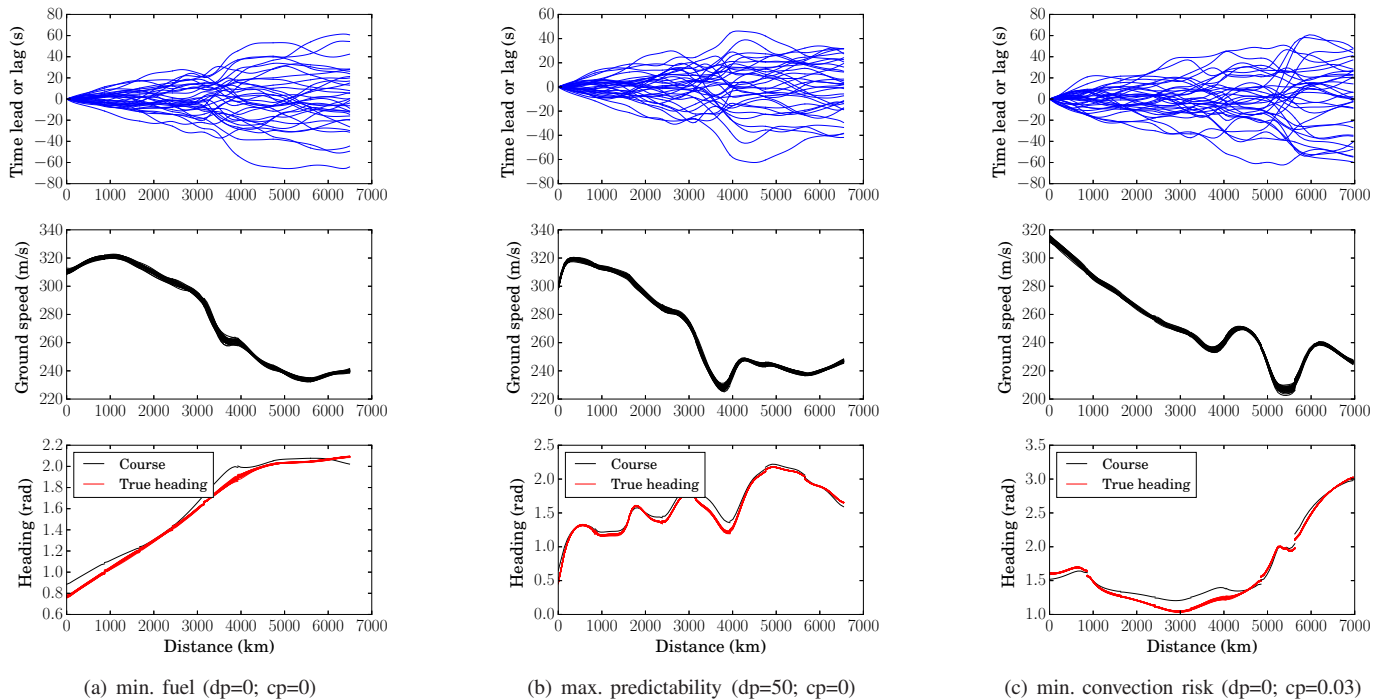 80
60
40
20
0
−20
−40
−60
−80
Time lead or lag (s)
0 1000 2000 3000 4000 5000 6000 7000
340
320
300
280
260
240
220
Ground speed (m/s)
0 1000 2000 3000 4000 5000 6000 7000
2.2
2.0
1.8
1.6
1.4
1.2
1.0
0.8
0.6
Heading (rad)
Course
True heading
0 1000 2000 3000 4000 5000 6000 7000
Distance (km)
(a) min. fuel (dp=0; cp=0)
80
60
40
20
0
−20
−40
−60
−80
Time lead or lag (s)
0 1000 2000 3000 4000 5000 6000 7000
340
320
300
280
260
240
220
Ground speed (m/s)
0 1000 2000 3000 4000 5000 6000 7000
2.5
2.0
1.5
1.0
0.5
0.0
Heading (rad)
Course
True heading
0 1000 2000 3000 4000 5000 6000 7000
Distance (km)
(b) max. predictability (dp=50; cp=0)
80
60
40
20
0
−20
−40
−60
−80
Time lead or lag (s)
0 1000 2000 3000 4000 5000 6000 7000
320
300
280
260
240
220
200
Ground speed (m/s)
0 1000 2000 3000 4000 5000 6000 7000
3.5
3.0
2.5
2.0
1.5
1.0
Heading (rad)
Course
True heading
0 1000 2000 3000 4000 5000 6000 7000
Distance (km)
(c) min. convection risk (dp=0; cp=0.03)